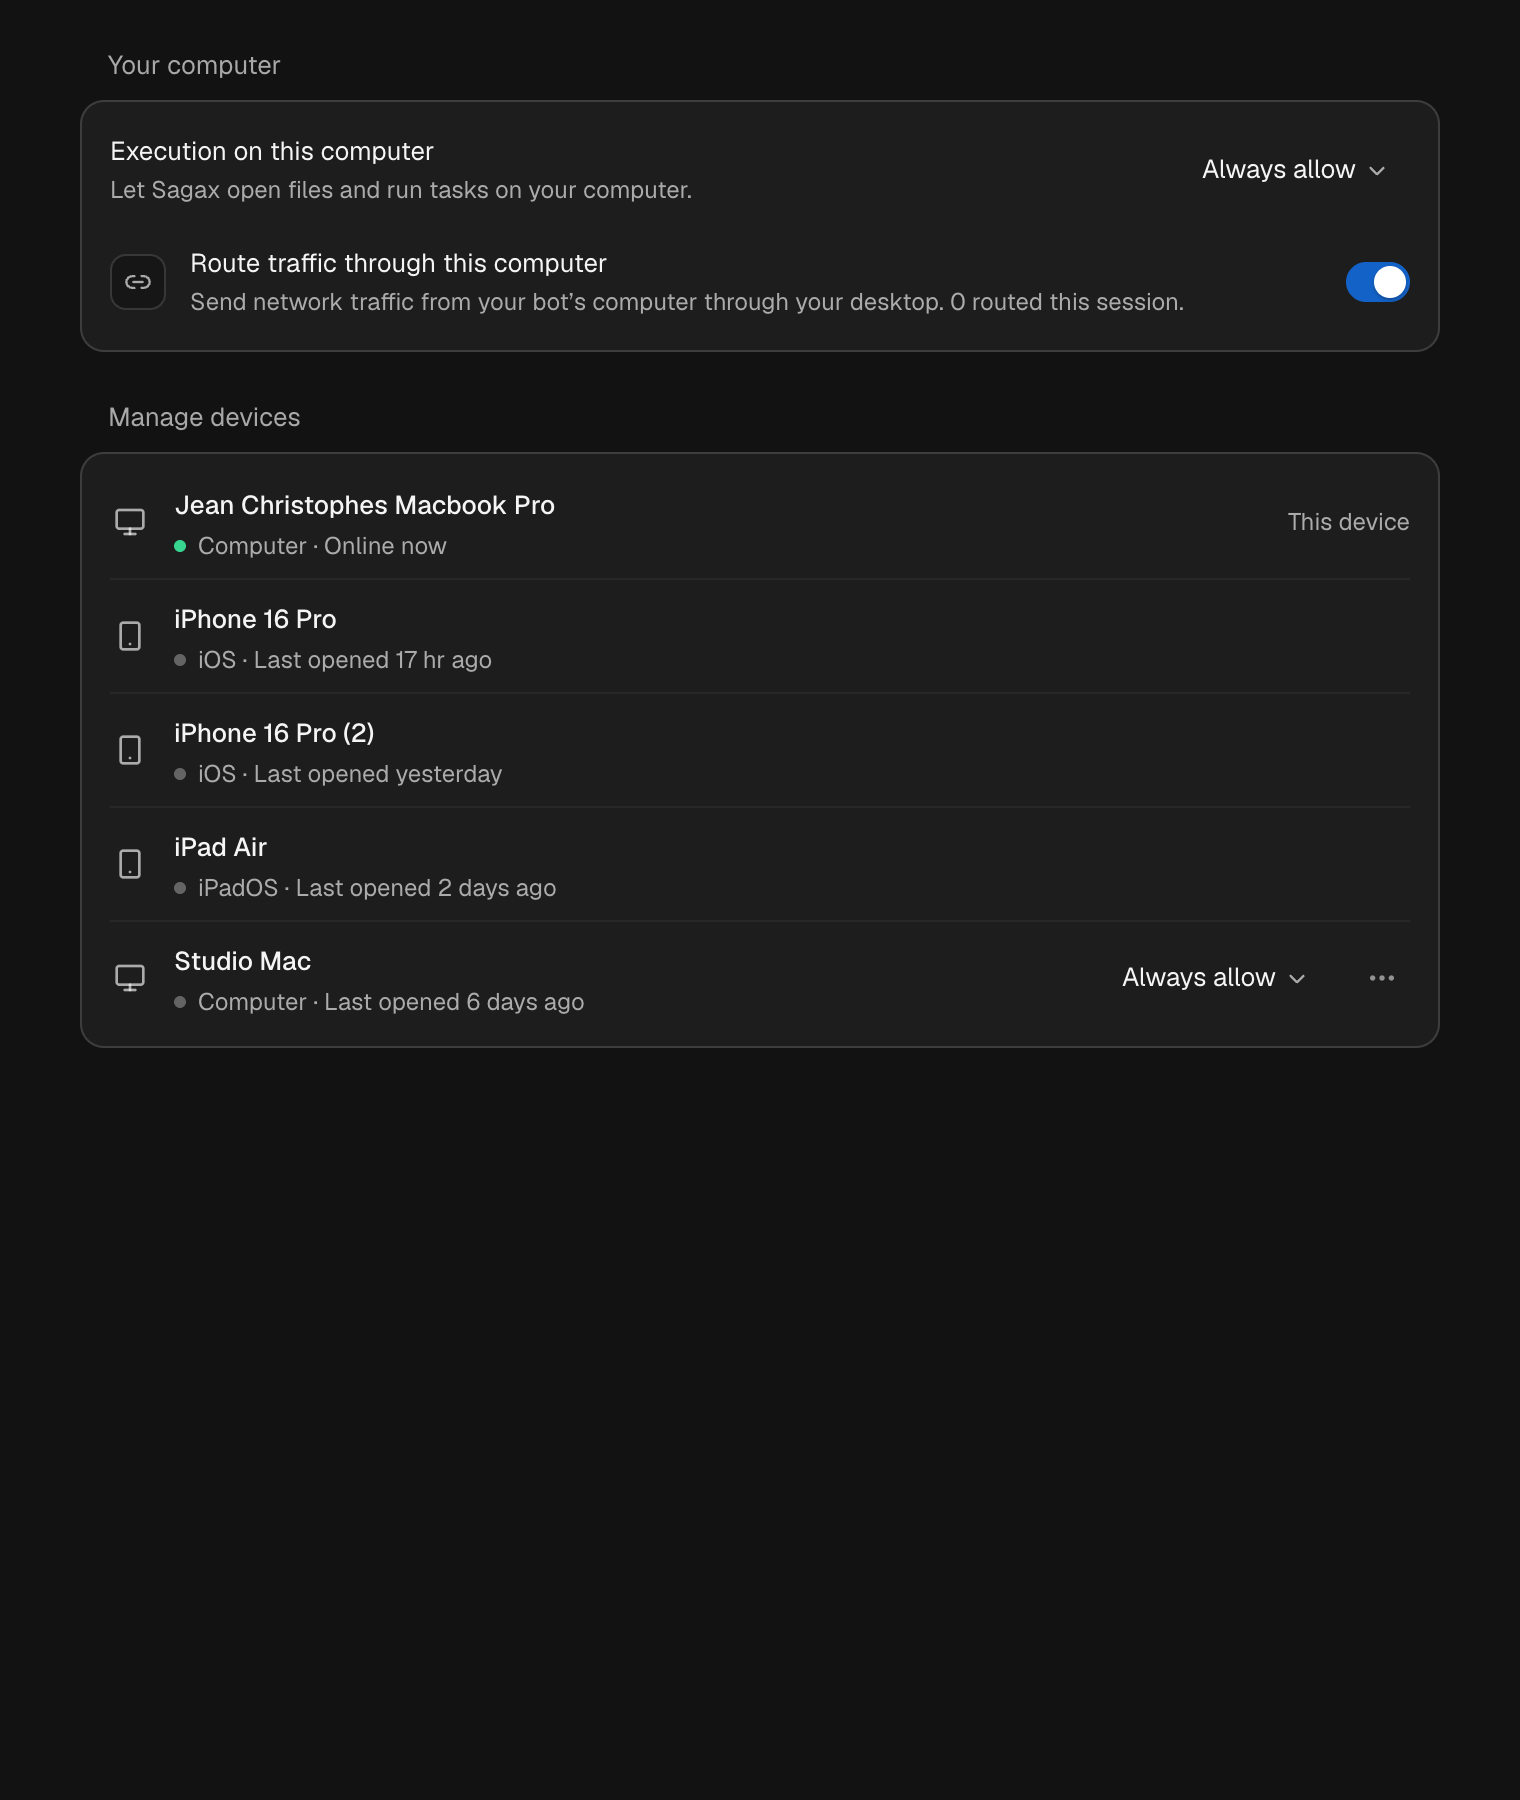 Your computer
Execution on this computer
Always allow
Let Sagax open files and run tasks on your computer.
Route traffic through this computer
Send network traffic from your bot’s computer through your desktop. 0 routed this session.
Manage devices
Jean Christophes Macbook Pro
This device
Computer · Online now
iPhone 16 Pro
iOS · Last opened 17 hr ago
iPhone 16 Pro (2)
iOS · Last opened yesterday
iPad Air
iPadOS · Last opened 2 days ago
Studio Mac
Always allow
Computer · Last opened 6 days ago